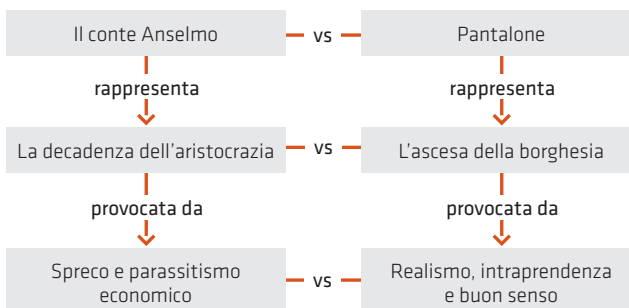 Il conte Anselmo vs Pantalone
rappresenta rappresenta
La decadenza dell'aristocrazia vs L'ascesa della borghesia
provocata da provocata da
Spreco e parassitismo economico vs Realismo, intraprendenza e buon senso